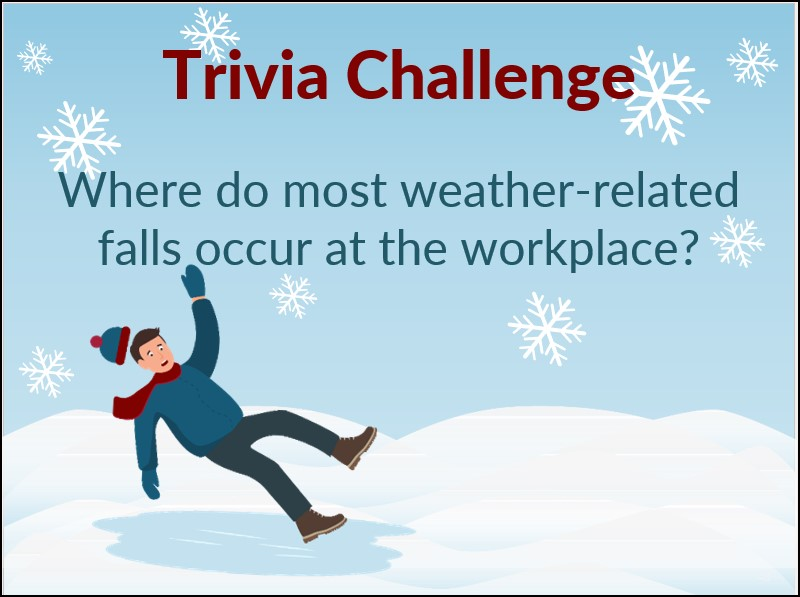 Trivia Challenge
Where do most weather-related
falls occur at the workplace?